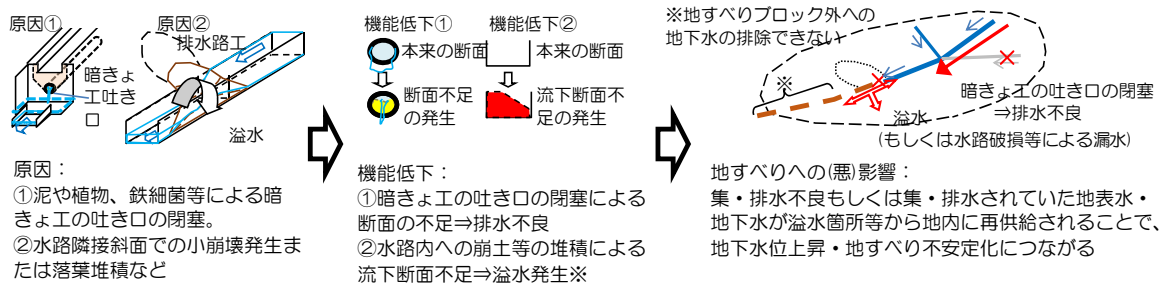 原因①
原因②
排水路工
暗きょ
工吐き
口
溢水
原因：
①泥や植物、鉄細菌等による暗
きょ工の吐き口の閉塞。
②水路隣接斜面での小崩壊発生ま
たは落葉堆積など
機能低下①
機能低下②
本来の断面
本来の断面
断面不足
の発生
流下断面不
足の発生
機能低下：
①暗きょ工の吐き口の閉塞による
断面の不足⇒排水不良
②水路内への崩土等の堆積による
流下断面不足⇒溢水発生※
※地すべりブロック外への
地下水の排除できない
※
暗きょ工の吐き口の閉塞
⇒排水不良
溢水
(もしくは水路破損等による漏水)
地すべりへの(悪)影響：
集・排水不良もしくは集・排水されていた地表水・
地下水が溢水箇所等から地内に再供給されることで、
地下水位上昇・地すべり不安定化につながる